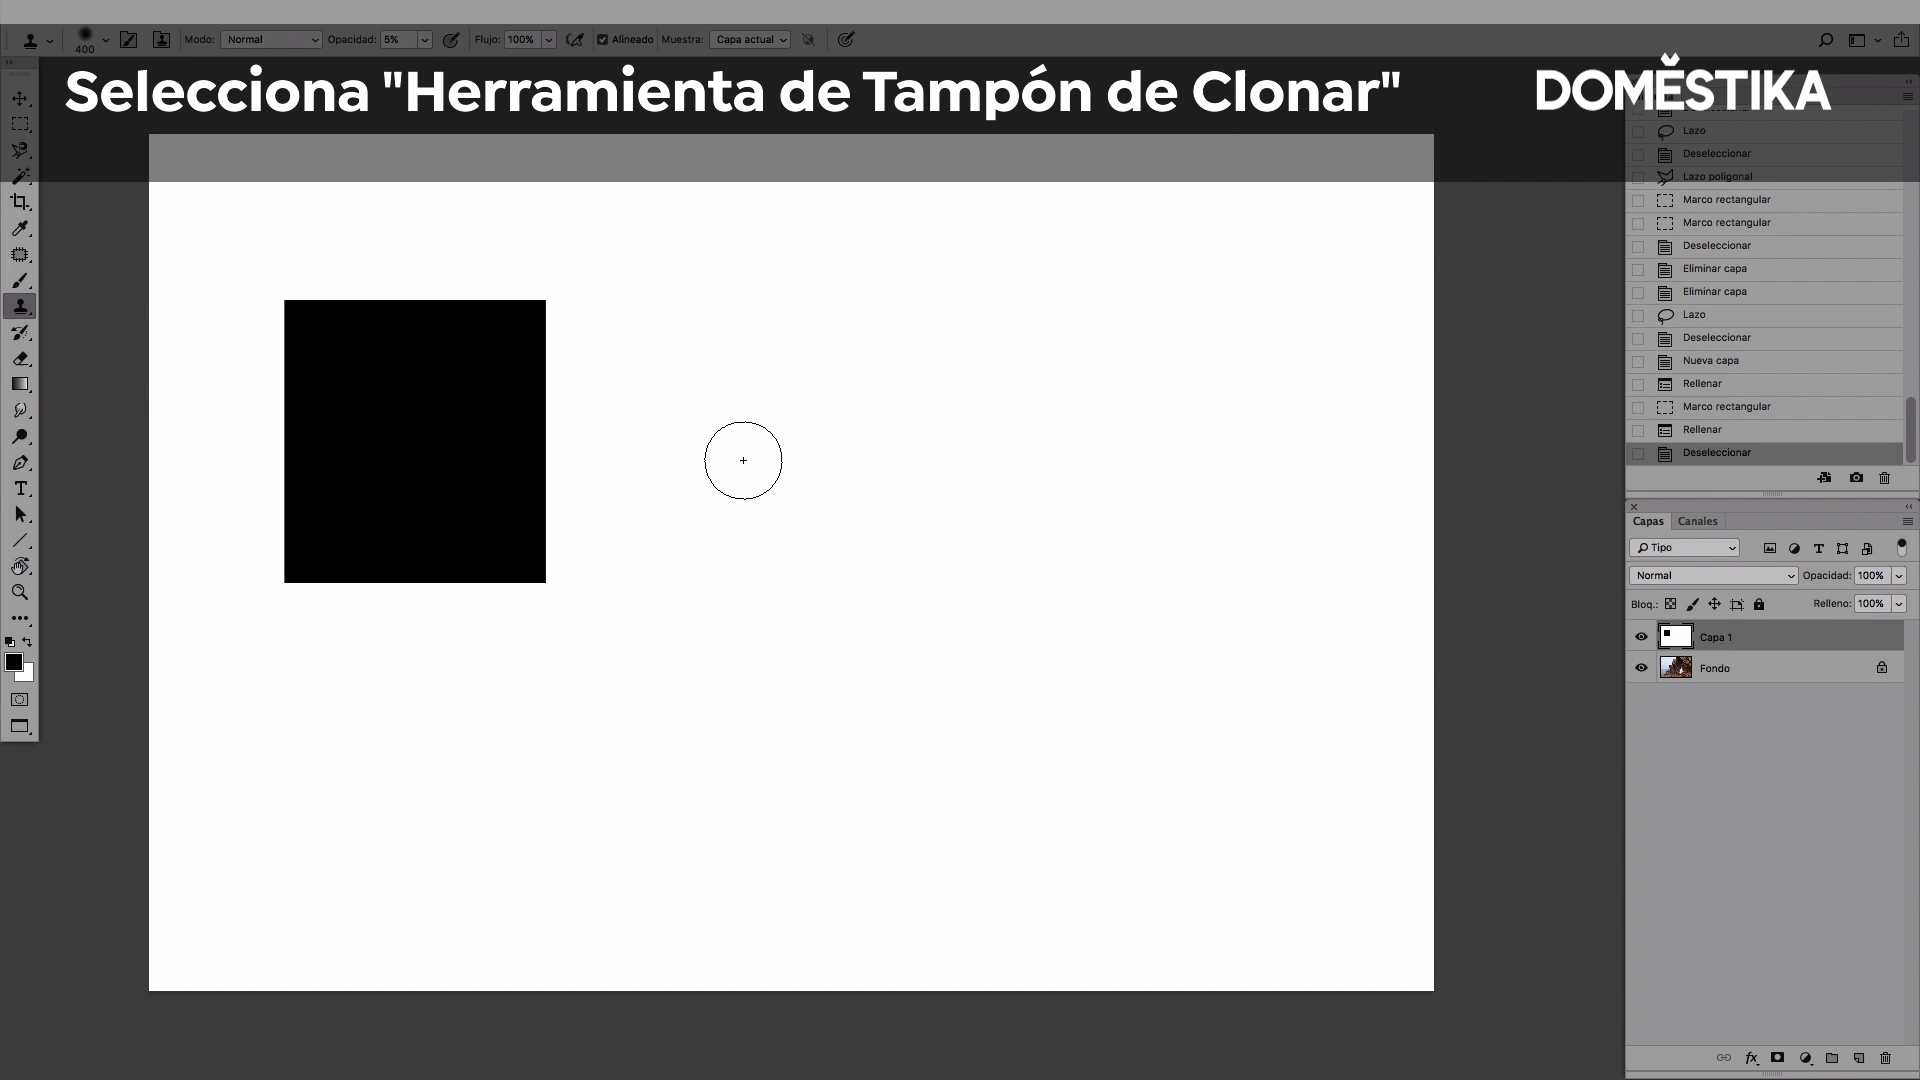 400
Modo: Normal Opacidad: 5% Flujo: 100% Alineado Muestra: Capa actual
Selecciona "Herramienta de Tampón de Clonar"
DOMĚSTIKA
Lazo
Deseleccionar
Lazo poligonal
Marco rectangular
Marco rectangular
Deseleccionar
Eliminar capa
Eliminar capa
Lazo
Deseleccionar
Nueva capa
Rellenar
Marco rectangular
Rellenar
Deseleccionar
Capas Canales
Tipo
Normal Opacidad: 100%
Bloq.: Relleno: 100%
Capa 1
Fondo
fx